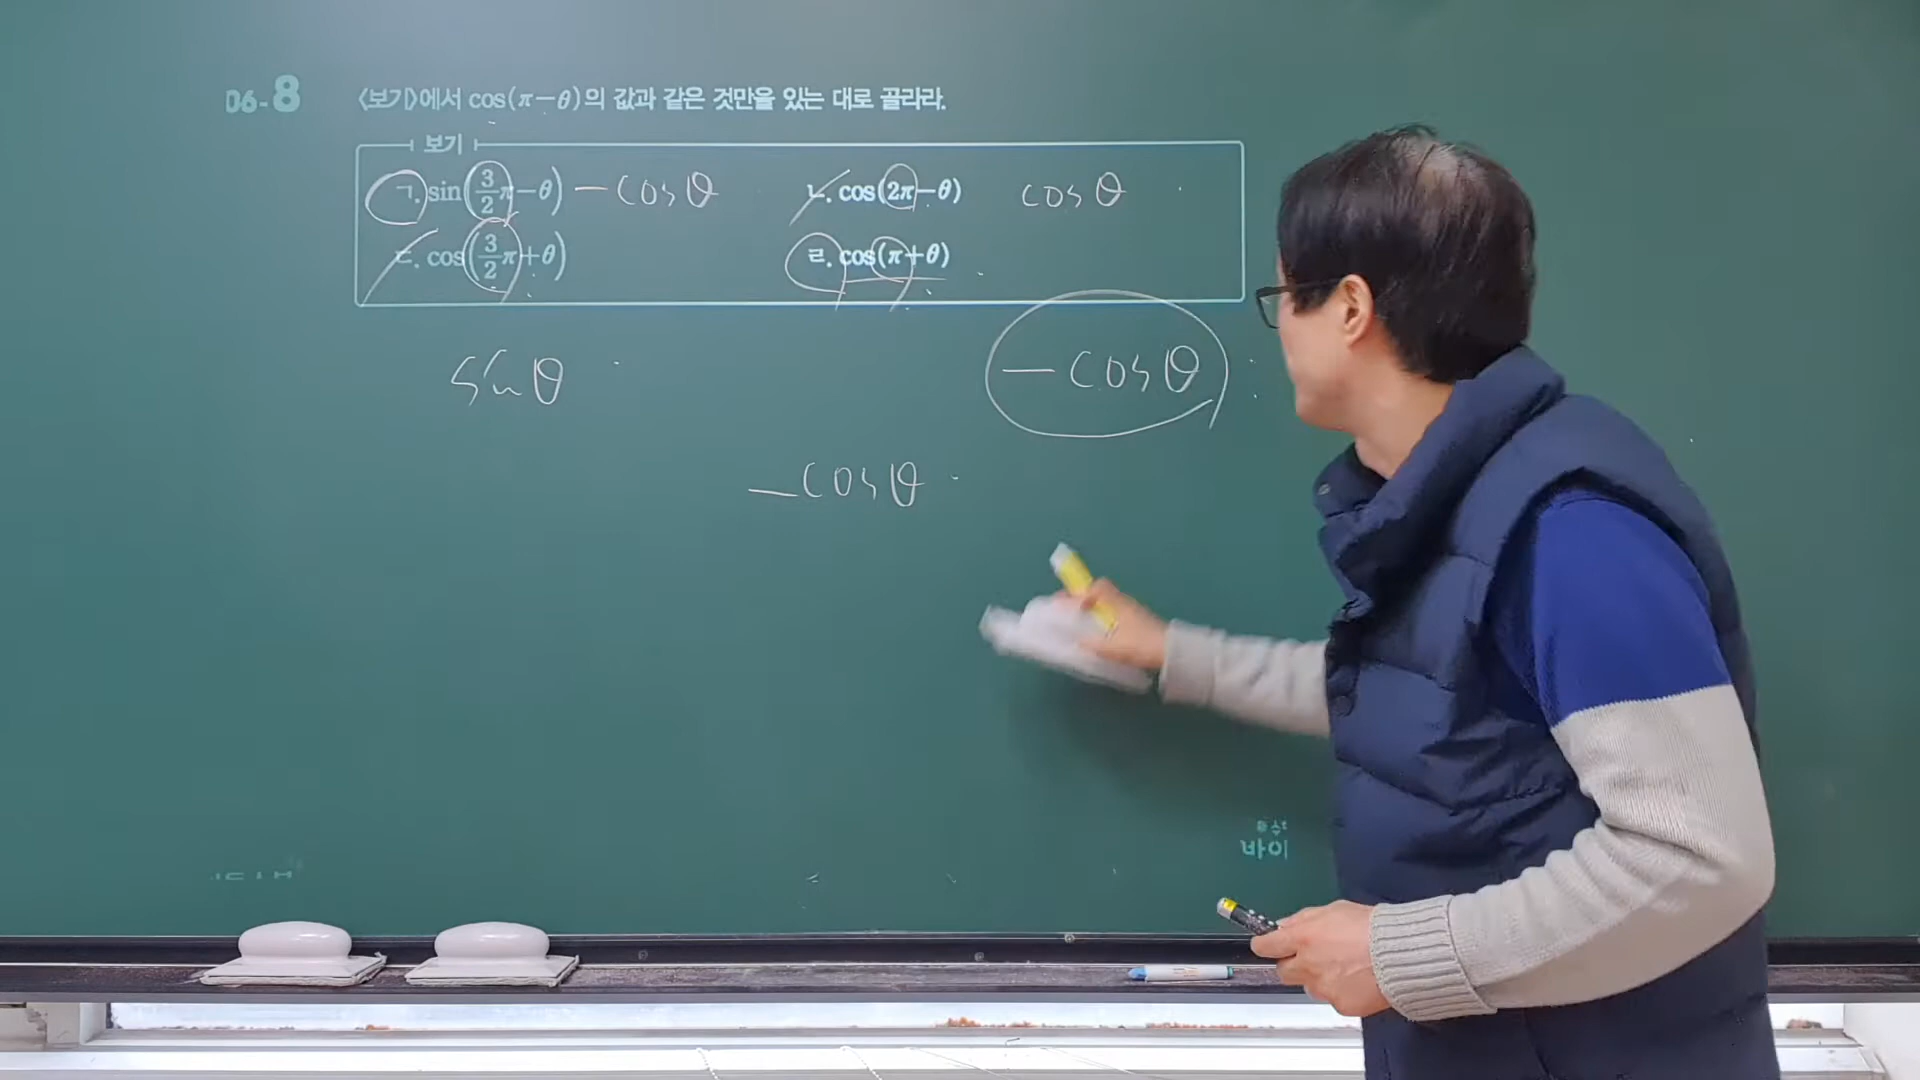 06-8 <보기>에서 cos(π-θ)의 값과 같은 것만을 있는 대로 골라라.
보기
ㄱ. sin(3/2 π-θ) -cosθ ㄴ. cos(2π-θ) cosθ
ㄷ. cos(3/2 π+θ) ㄹ. cos(π+θ)
sinθ -cosθ
-cosθ
바이